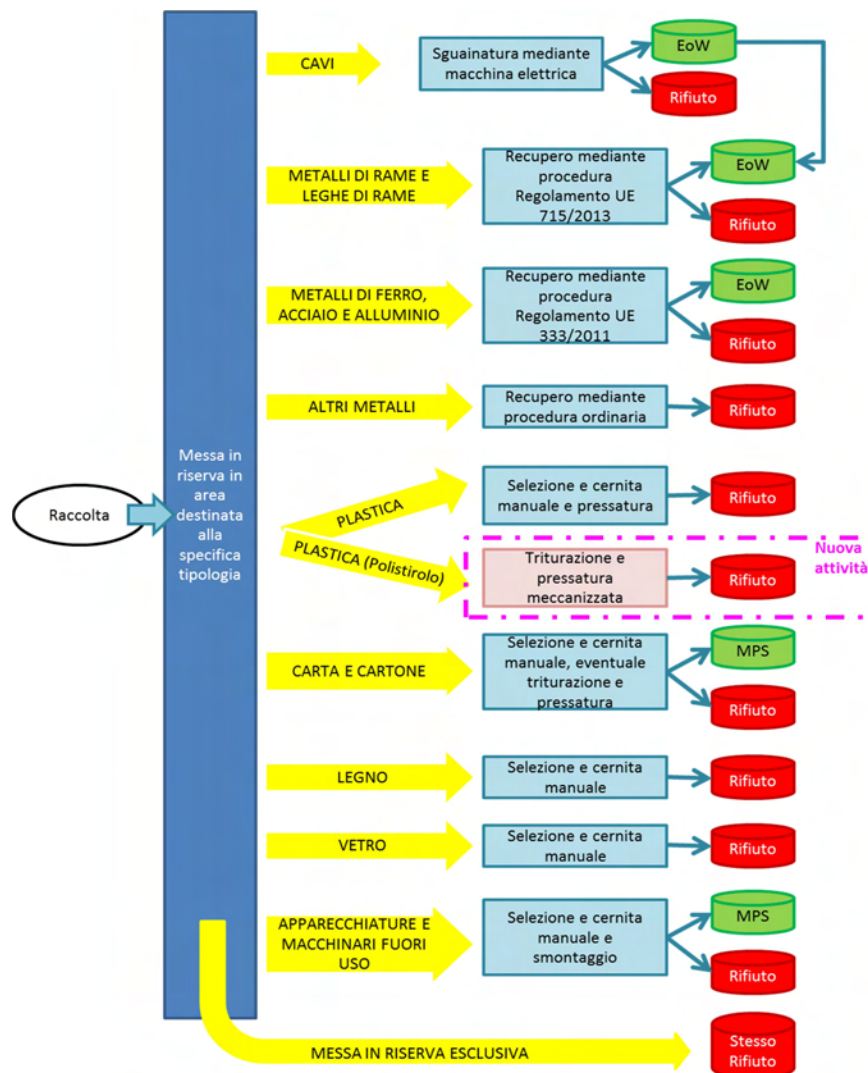 CAVI
Sguainatura mediante
macchina elettrica
EoW
Rifiuto
METALLI DI RAME E
LEGHE DI RAME
Recupero mediante
procedura
Regolamento UE
715/2013
EoW
Rifiuto
METALLI DI FERRO,
ACCIAIO E ALLUMINIO
Recupero mediante
procedura
Regolamento UE
333/2011
EoW
Rifiuto
ALTRI METALLI
Recupero mediante
procedura ordinaria
Rifiuto
Raccolta
Messa in
riserva in
area
destinata
alla
specifica
tipologia
PLASTICA
Selezione e cernita
manuale e pressatura
Rifiuto
PLASTICA (Polistirolo)
Triturazione e
pressatura
meccanizzata
Rifiuto
Nuova
attività
CARTA E CARTONE
Selezione e cernita
manuale, eventuale
triturazione e
pressatura
MPS
Rifiuto
LEGNO
Selezione e cernita
manuale
Rifiuto
VETRO
Selezione e cernita
manuale
Rifiuto
APPARECCHIATURE E
MACCHINARI FUORI
USO
Selezione e cernita
manuale e
smontaggio
MPS
Rifiuto
MESSA IN RISERVA ESCLUSIVA
Stesso
Rifiuto